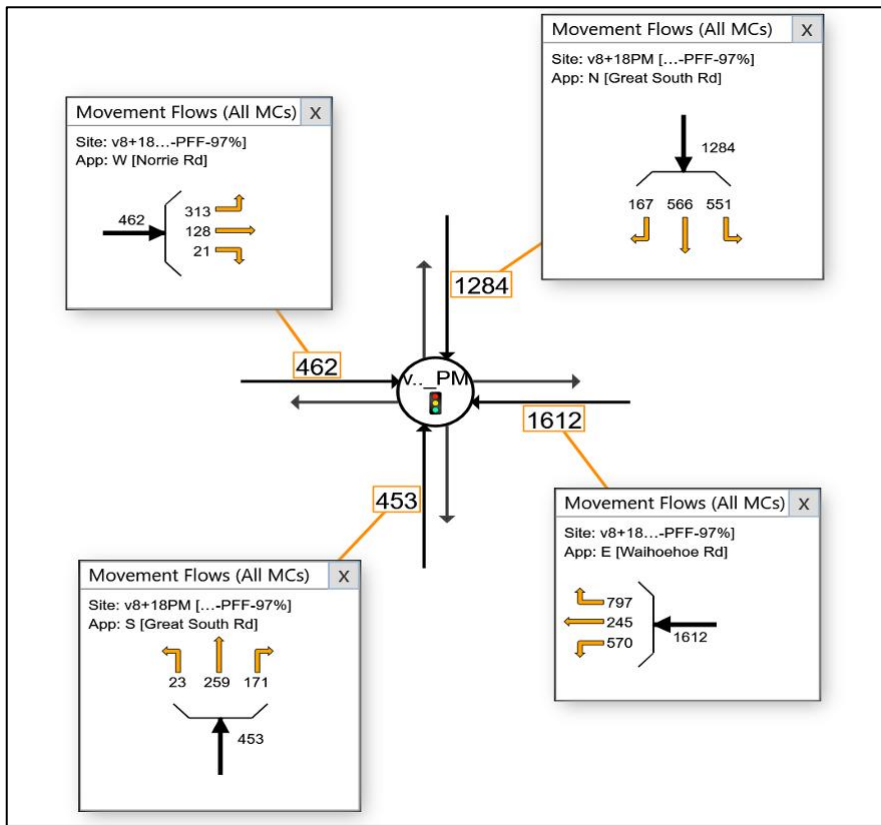 Movement Flows (All MCs) X
Site: v8+18PM [...-PFF-97%]
App: N [Great South Rd]
1284
167 566 551
Movement Flows (All MCs) X
Site: v8+18...-PFF-97%]
App: W [Norrie Rd]
462
313
128
21
1284
462
v.._PM
1612
453
Movement Flows (All MCs) X
Site: v8+18...-PFF-97%]
App: E [Waihoehoe Rd]
797
245
570
1612
Movement Flows (All MCs) X
Site: v8+18PM [...-PFF-97%]
App: S [Great South Rd]
23 259 171
453